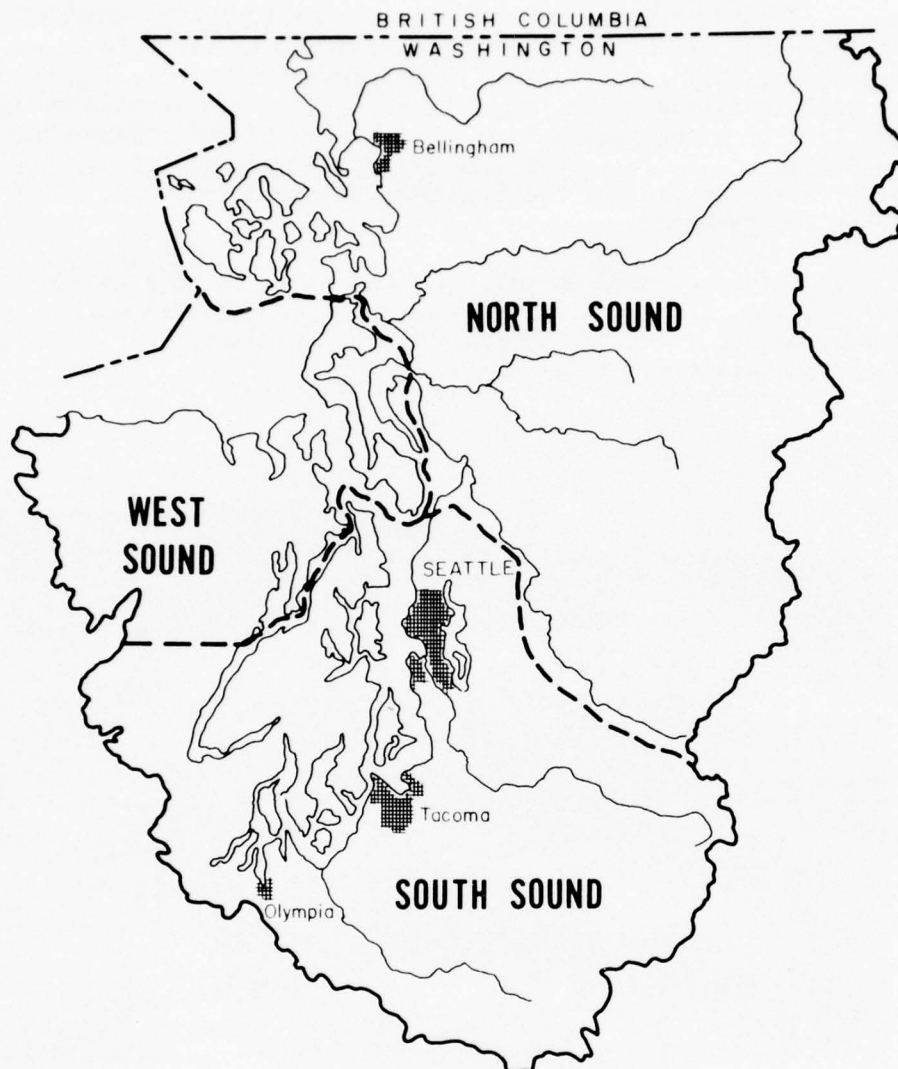 BRITISH COLUMBIA
WASHINGTON
Bellingham
NORTH SOUND
WEST
SOUND
SEATTLE
Tacoma
SOUTH SOUND
Olympia